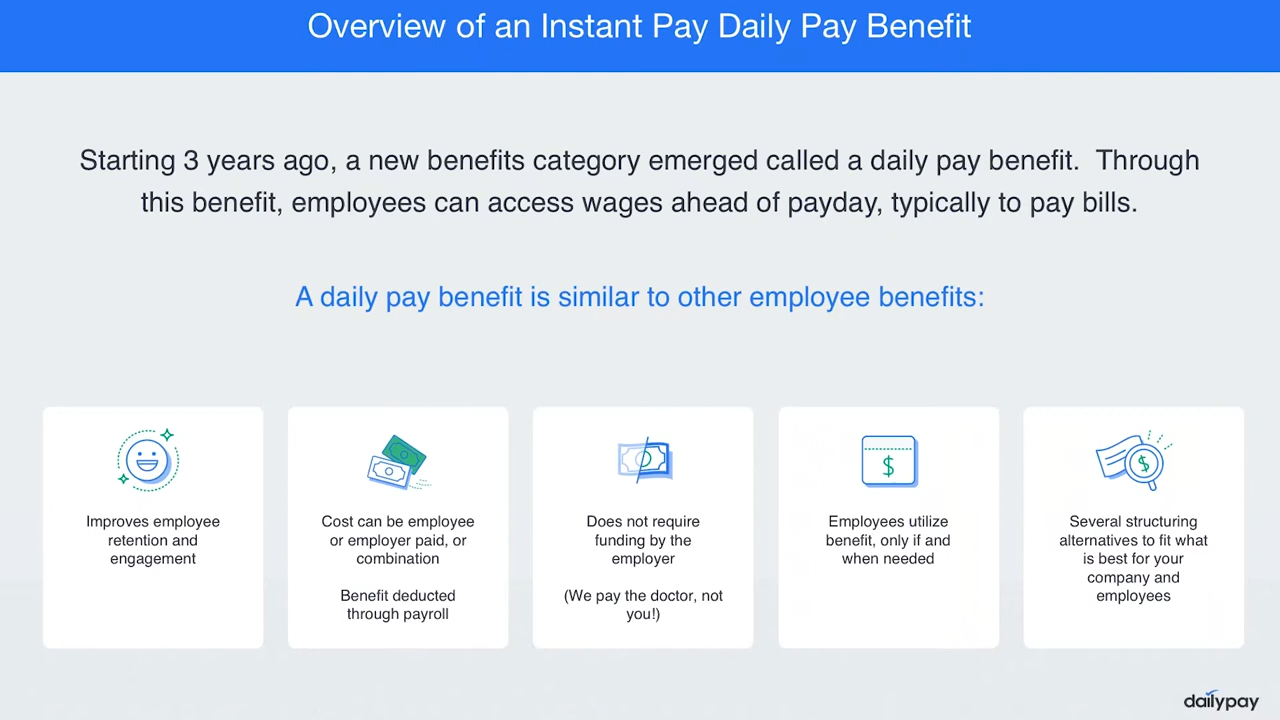 Overview of an Instant Pay Daily Pay Benefit
Starting 3 years ago, a new benefits category emerged called a daily pay benefit.  Through
this benefit, employees can access wages ahead of payday, typically to pay bills.
A daily pay benefit is similar to other employee benefits:
Improves employee
retention and
engagement
Cost can be employee
or employer paid, or
combination
Benefit deducted
through payroll
Does not require
funding by the
employer
(We pay the doctor, not
you!)
$
Employees utilize
benefit, only if and
when needed
$
Several structuring
alternatives to fit what
is best for your
company and
employees
dailypay